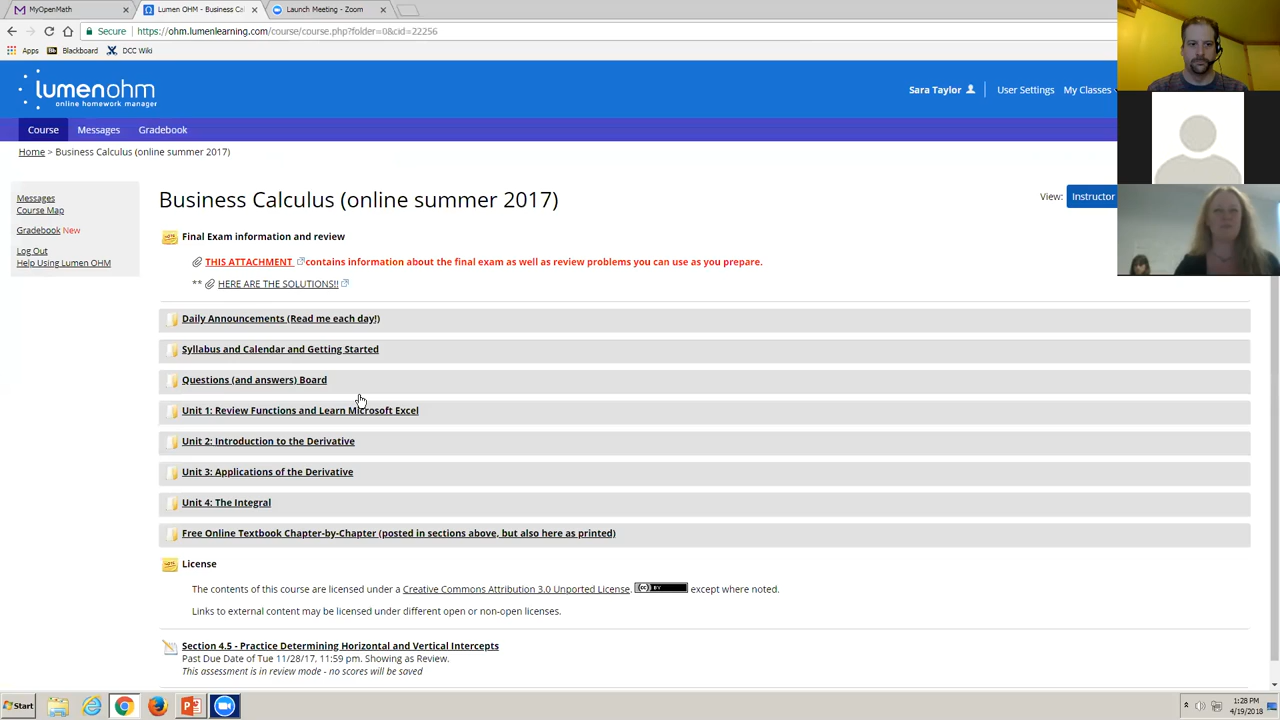 MyOpenMath
Lumen OHM - Business Ca
Launch Meeting - Zoom
Secure https://ohm.lumenlearning.com/course/course.php?folder=0&cid=22256
Apps Blackboard DCC Wiki
lumenohm
online homework manager
Sara Taylor User Settings My Classes
Course Messages Gradebook
Home > Business Calculus (online summer 2017)
Messages
Course Map
Gradebook New
Log Out
Help Using Lumen OHM
Business Calculus (online summer 2017)
View: Instructor
NOTE Final Exam information and review
THIS ATTACHMENT contains information about the final exam as well as review problems you can use as you prepare.
** HERE ARE THE SOLUTIONS!!
Daily Announcements (Read me each day!)
Syllabus and Calendar and Getting Started
Questions (and answers) Board
Unit 1: Review Functions and Learn Microsoft Excel
Unit 2: Introduction to the Derivative
Unit 3: Applications of the Derivative
Unit 4: The Integral
Free Online Textbook Chapter-by-Chapter (posted in sections above, but also here as printed)
NOTE License
The contents of this course are licensed under a Creative Commons Attribution 3.0 Unported License. (cc) BY except where noted.
Links to external content may be licensed under different open or non-open licenses.
Section 4.5 - Practice Determining Horizontal and Vertical Intercepts
Past Due Date of Tue 11/28/17, 11:59 pm. Showing as Review.
This assessment is in review mode - no scores will be saved
Start
1:28 PM
4/19/2018